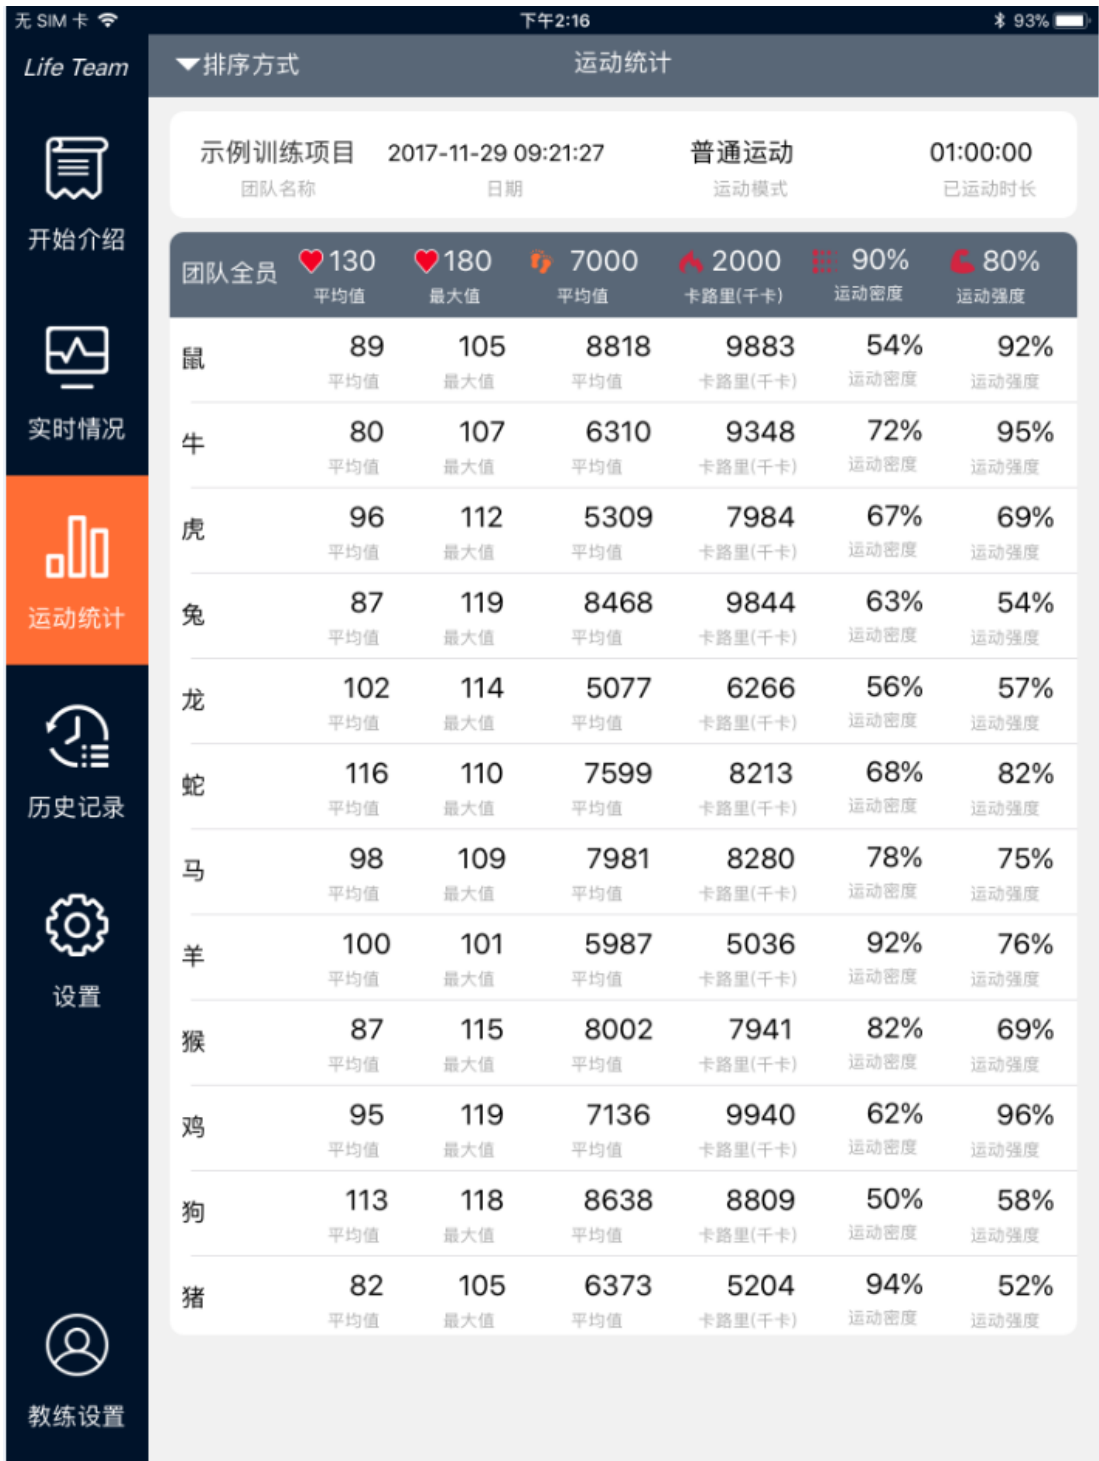 无 SIM 卡 下午2:16 93%
Life Team
排序方式 运动统计
示例训练项目 2017-11-29 09:21:27 普通运动 01:00:00
团队名称 日期 运动模式 已运动时长
开始介绍
实时情况
运动统计
历史记录
设置
教练设置
团队全员 130 180 7000 2000 90% 80%
平均值 最大值 平均值 卡路里(千卡) 运动密度 运动强度
鼠 89 105 8818 9883 54% 92%
平均值 最大值 平均值 卡路里(千卡) 运动密度 运动强度
牛 80 107 6310 9348 72% 95%
平均值 最大值 平均值 卡路里(千卡) 运动密度 运动强度
虎 96 112 5309 7984 67% 69%
平均值 最大值 平均值 卡路里(千卡) 运动密度 运动强度
兔 87 119 8468 9844 63% 54%
平均值 最大值 平均值 卡路里(千卡) 运动密度 运动强度
龙 102 114 5077 6266 56% 57%
平均值 最大值 平均值 卡路里(千卡) 运动密度 运动强度
蛇 116 110 7599 8213 68% 82%
平均值 最大值 平均值 卡路里(千卡) 运动密度 运动强度
马 98 109 7981 8280 78% 75%
平均值 最大值 平均值 卡路里(千卡) 运动密度 运动强度
羊 100 101 5987 5036 92% 76%
平均值 最大值 平均值 卡路里(千卡) 运动密度 运动强度
猴 87 115 8002 7941 82% 69%
平均值 最大值 平均值 卡路里(千卡) 运动密度 运动强度
鸡 95 119 7136 9940 62% 96%
平均值 最大值 平均值 卡路里(千卡) 运动密度 运动强度
狗 113 118 8638 8809 50% 58%
平均值 最大值 平均值 卡路里(千卡) 运动密度 运动强度
猪 82 105 6373 5204 94% 52%
平均值 最大值 平均值 卡路里(千卡) 运动密度 运动强度